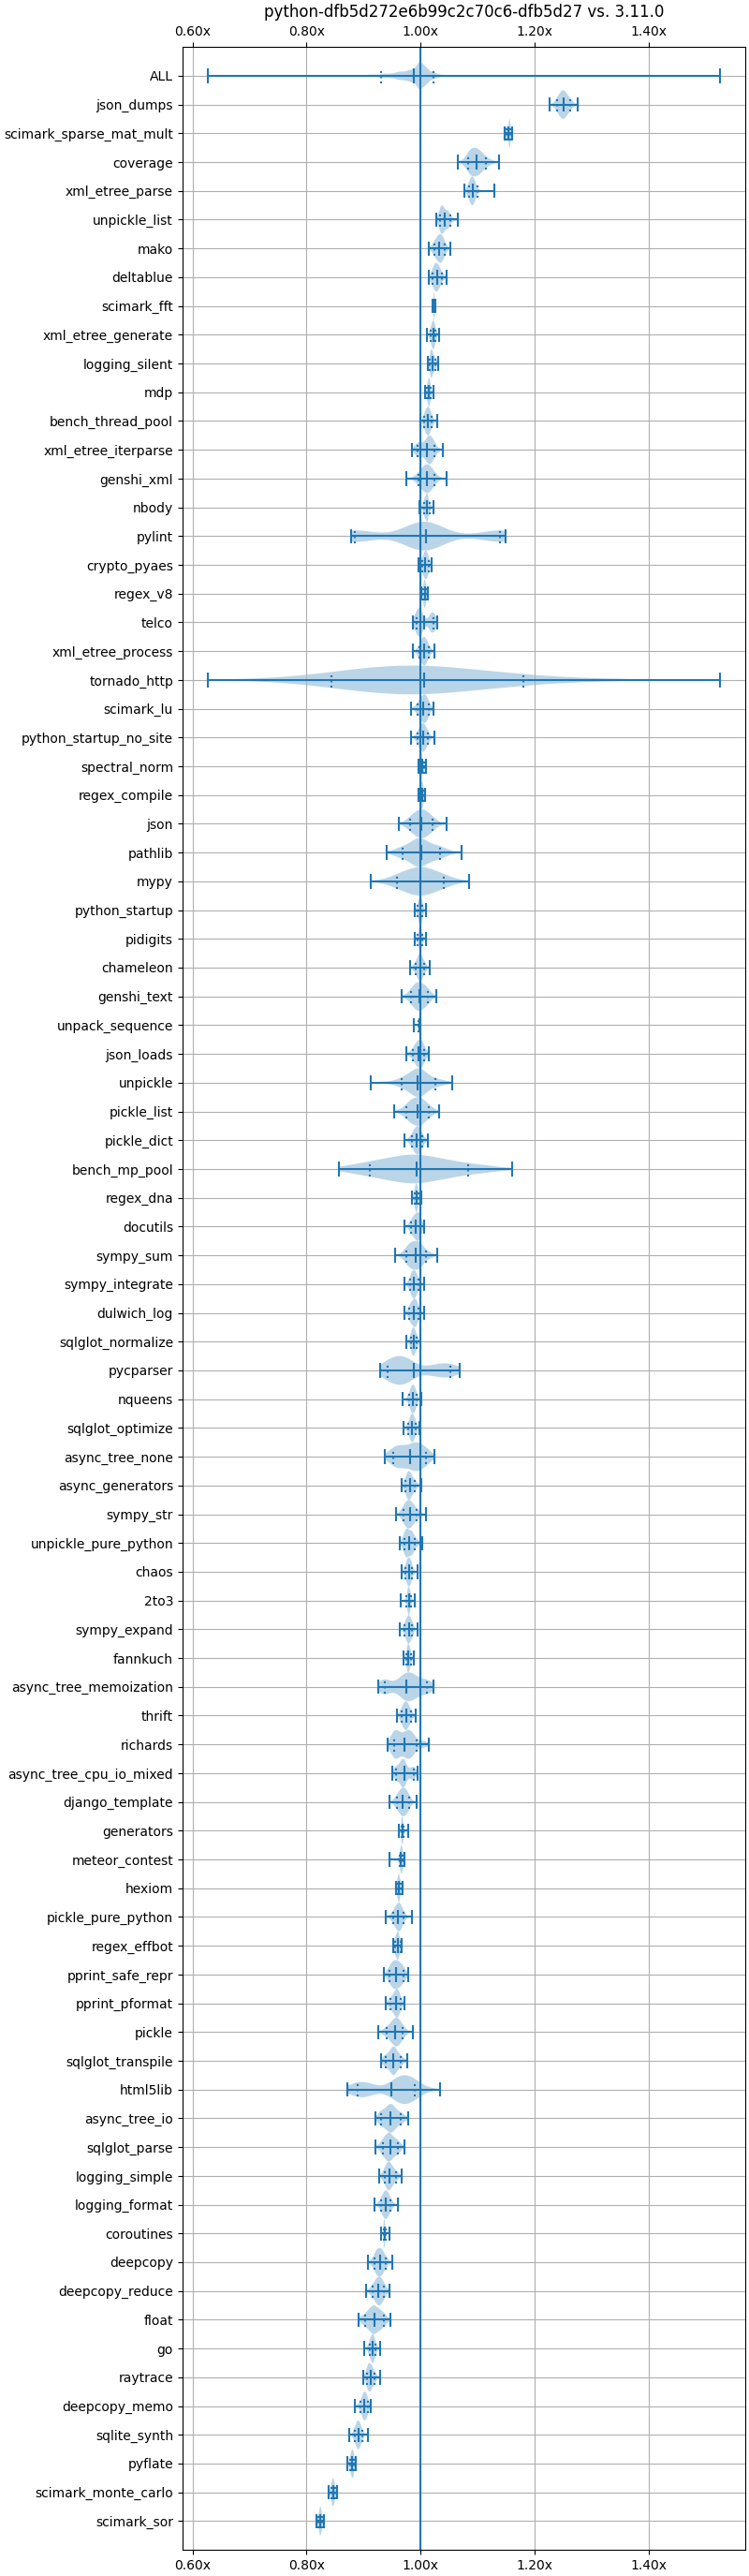 python-dfb5d272e6b99c2c70c6-dfb5d27 vs. 3.11.0
0.60x 0.80x 1.00x 1.20x 1.40x
ALL
json_dumps
scimark_sparse_mat_mult
coverage
xml_etree_parse
unpickle_list
mako
deltablue
scimark_fft
xml_etree_generate
logging_silent
mdp
bench_thread_pool
xml_etree_iterparse
genshi_xml
nbody
pylint
crypto_pyaes
regex_v8
telco
xml_etree_process
tornado_http
scimark_lu
python_startup_no_site
spectral_norm
regex_compile
json
pathlib
mypy
python_startup
pidigits
chameleon
genshi_text
unpack_sequence
json_loads
unpickle
pickle_list
pickle_dict
bench_mp_pool
regex_dna
docutils
sympy_sum
sympy_integrate
dulwich_log
sqlglot_normalize
pycparser
nqueens
sqlglot_optimize
async_tree_none
async_generators
sympy_str
unpickle_pure_python
chaos
2to3
sympy_expand
fannkuch
async_tree_memoization
thrift
richards
async_tree_cpu_io_mixed
django_template
generators
meteor_contest
hexiom
pickle_pure_python
regex_effbot
pprint_safe_repr
pprint_pformat
pickle
sqlglot_transpile
html5lib
async_tree_io
sqlglot_parse
logging_simple
logging_format
coroutines
deepcopy
deepcopy_reduce
float
go
raytrace
deepcopy_memo
sqlite_synth
pyflate
scimark_monte_carlo
scimark_sor
0.60x 0.80x 1.00x 1.20x 1.40x